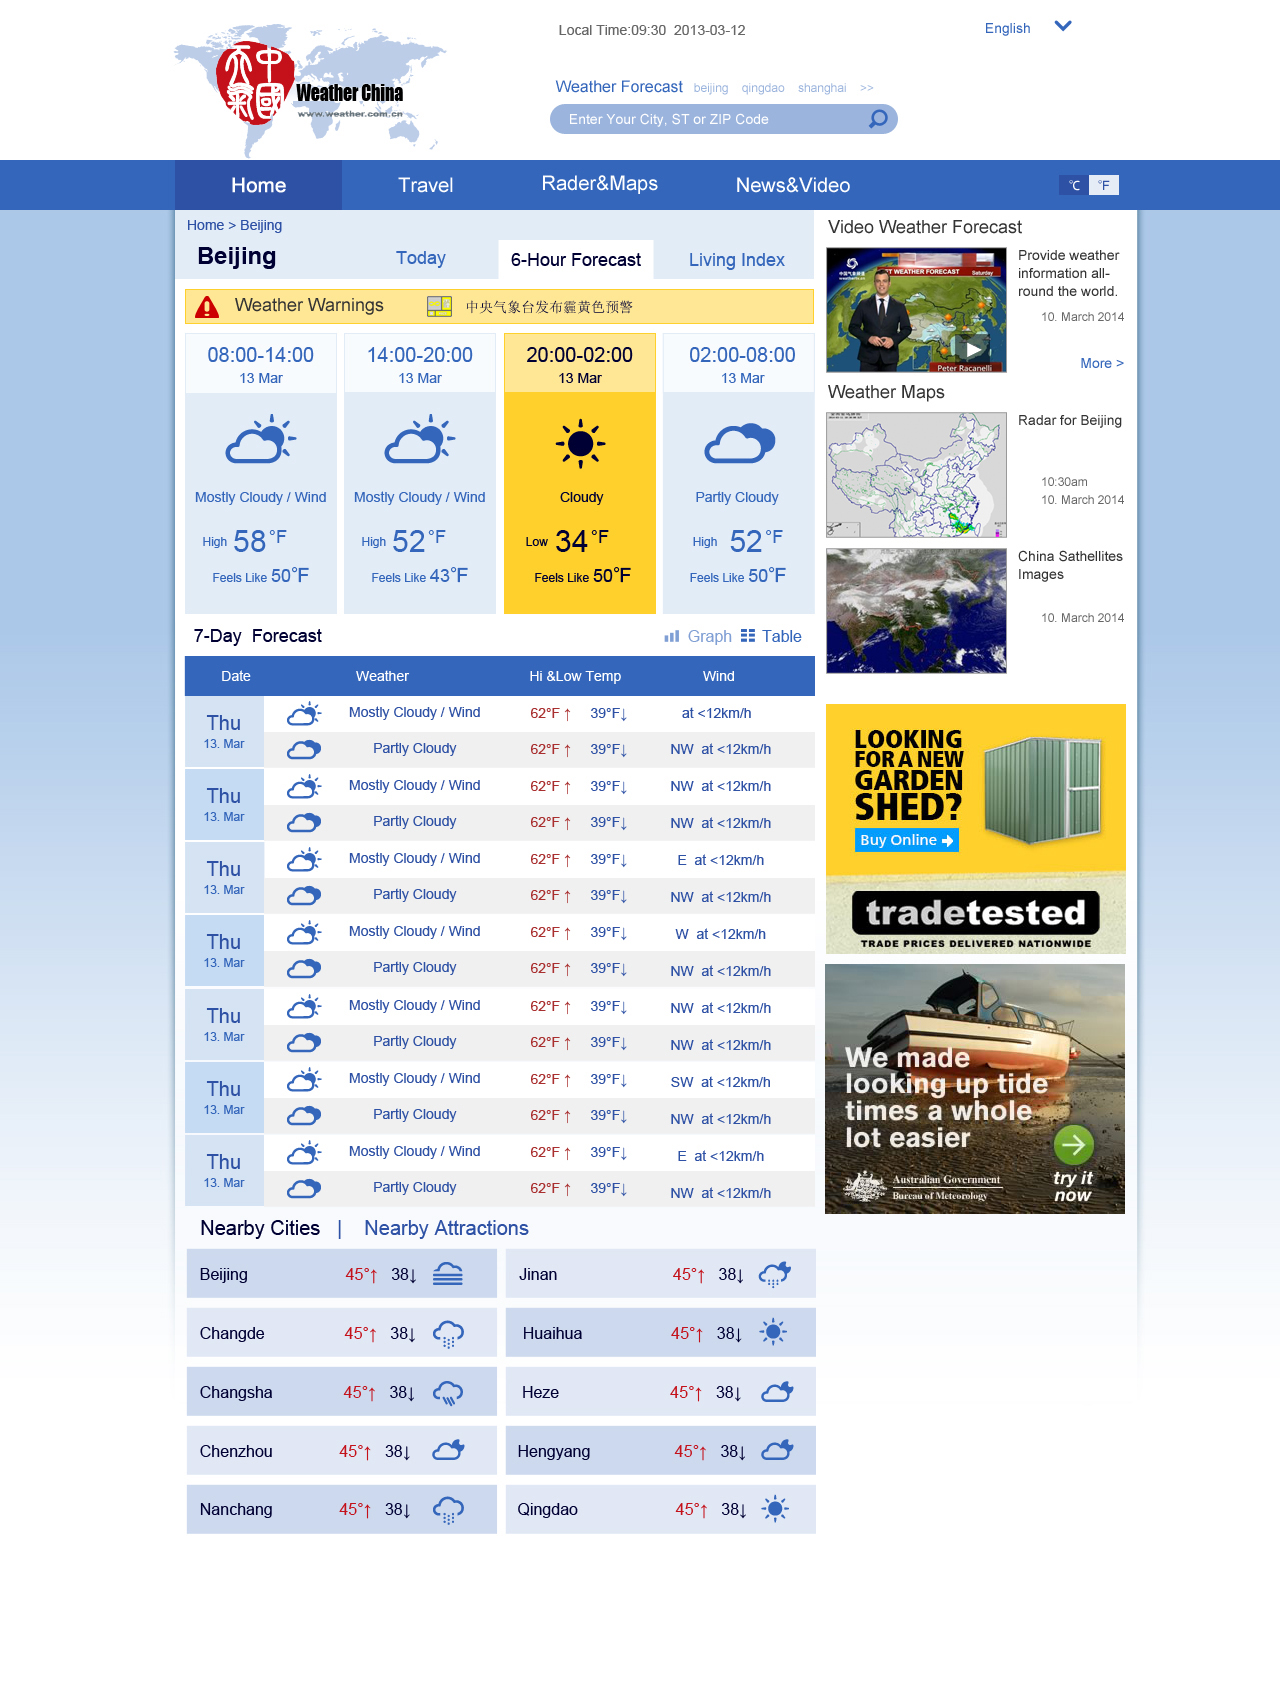 Local Time:09:30 2013-03-12
English
中国
天气
Weather China
www.weather.com.cn
Weather Forecast beijing qingdao shanghai >>
Enter Your City, ST or ZIP Code
Home Travel Rader&Maps News&Video °C °F
Home > Beijing
Beijing Today 6-Hour Forecast Living Index
Weather Warnings 中央气象台发布霾黄色预警
08:00-14:00 14:00-20:00 20:00-02:00 02:00-08:00
13 Mar 13 Mar 13 Mar 13 Mar
Mostly Cloudy / Wind Mostly Cloudy / Wind Cloudy Partly Cloudy
High 58 °F High 52 °F Low 34 °F High 52 °F
Feels Like 50°F Feels Like 43°F Feels Like 50°F Feels Like 50°F
7-Day Forecast Graph Table
Date Weather Hi &Low Temp Wind
Thu
13. Mar
Mostly Cloudy / Wind 62°F ↑ 39°F↓ at <12km/h
Partly Cloudy 62°F ↑ 39°F↓ NW at <12km/h
Thu
13. Mar
Mostly Cloudy / Wind 62°F ↑ 39°F↓ NW at <12km/h
Partly Cloudy 62°F ↑ 39°F↓ NW at <12km/h
Thu
13. Mar
Mostly Cloudy / Wind 62°F ↑ 39°F↓ E at <12km/h
Partly Cloudy 62°F ↑ 39°F↓ NW at <12km/h
Thu
13. Mar
Mostly Cloudy / Wind 62°F ↑ 39°F↓ W at <12km/h
Partly Cloudy 62°F ↑ 39°F↓ NW at <12km/h
Thu
13. Mar
Mostly Cloudy / Wind 62°F ↑ 39°F↓ NW at <12km/h
Partly Cloudy 62°F ↑ 39°F↓ NW at <12km/h
Thu
13. Mar
Mostly Cloudy / Wind 62°F ↑ 39°F↓ SW at <12km/h
Partly Cloudy 62°F ↑ 39°F↓ NW at <12km/h
Thu
13. Mar
Mostly Cloudy / Wind 62°F ↑ 39°F↓ E at <12km/h
Partly Cloudy 62°F ↑ 39°F↓ NW at <12km/h
Nearby Cities | Nearby Attractions
Beijing 45°↑ 38↓ Jinan 45°↑ 38↓
Changde 45°↑ 38↓ Huaihua 45°↑ 38↓
Changsha 45°↑ 38↓ Heze 45°↑ 38↓
Chenzhou 45°↑ 38↓ Hengyang 45°↑ 38↓
Nanchang 45°↑ 38↓ Qingdao 45°↑ 38↓
Video Weather Forecast
ST WEATHER FORECAST Saturday
Peter Racanelli
Provide weather
information all-
round the world.
10. March 2014
More >
Weather Maps
Radar for Beijing
10:30am
10. March 2014
China Sathellites
Images
10. March 2014
LOOKING
FOR A NEW
GARDEN
SHED?
Buy Online
tradetested
TRADE PRICES DELIVERED NATIONWIDE
We made
looking up tide
times a whole
lot easier
try it
now
Australian Government
Bureau of Meteorology